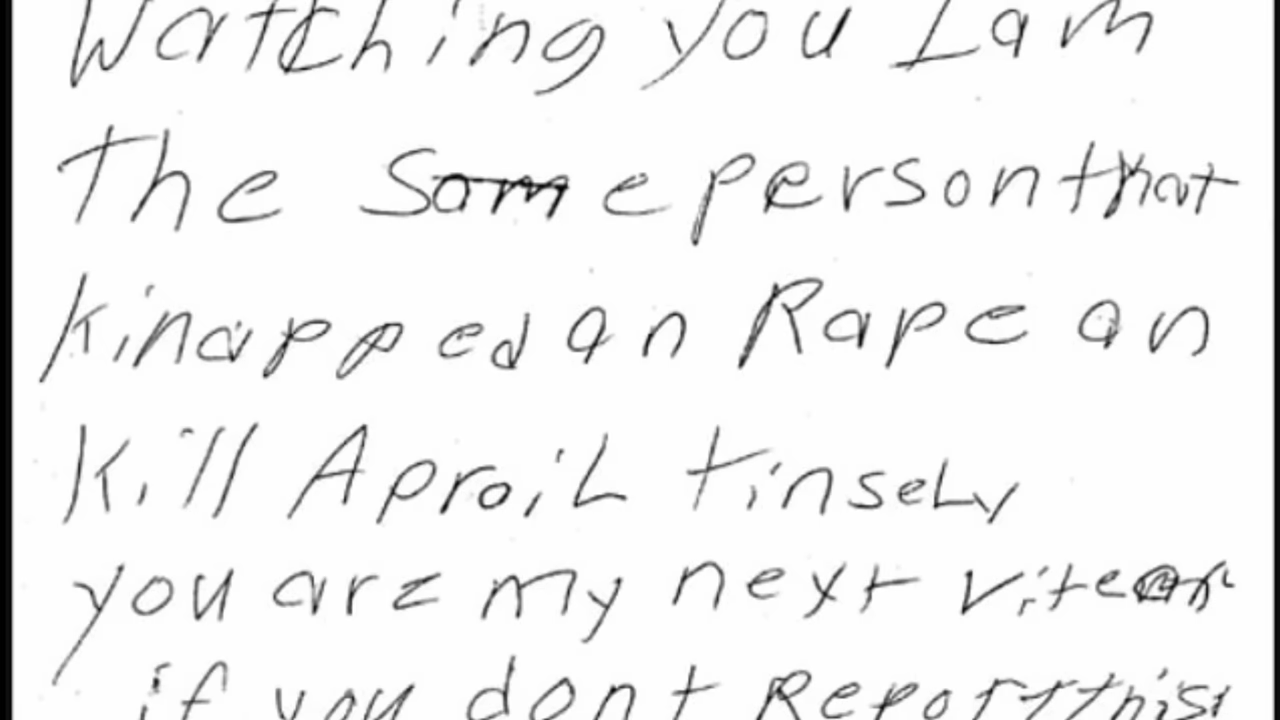 Watching you I am
The Same person that
Kinapped an Rape an
Kill Aproil tinsely
you are my next
if you dont Report this